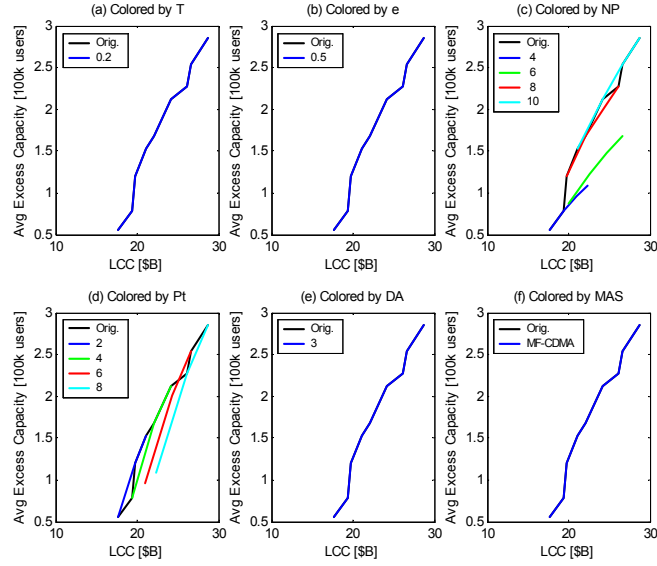 (a) Colored by T
Avg Excess Capacity [100k users]
3
2.5
2
1.5
1
0.5
10
20
30
LCC [$B]
Orig.
0.2
(b) Colored by e
Avg Excess Capacity [100k users]
3
2.5
2
1.5
1
0.5
10
20
30
LCC [$B]
Orig.
0.5
(c) Colored by NP
Avg Excess Capacity [100k users]
3
2.5
2
1.5
1
0.5
10
20
30
LCC [$B]
Orig.
4
6
8
10
(d) Colored by Pt
Avg Excess Capacity [100k users]
3
2.5
2
1.5
1
0.5
10
20
30
LCC [$B]
Orig.
2
4
6
8
(e) Colored by DA
Avg Excess Capacity [100k users]
3
2.5
2
1.5
1
0.5
10
20
30
LCC [$B]
Orig.
3
(f) Colored by MAS
Avg Excess Capacity [100k users]
3
2.5
2
1.5
1
0.5
10
20
30
LCC [$B]
Orig.
MF-CDMA